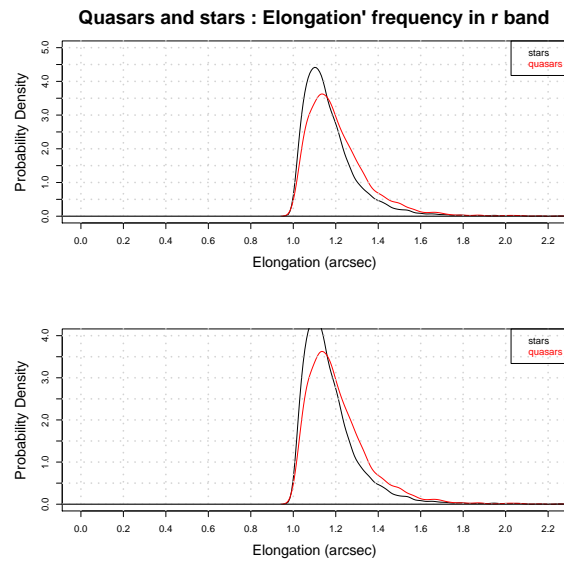 Quasars and stars : Elongation' frequency in r band
5.0
4.0
3.0
2.0
1.0
0.0
Probability Density
stars
quasars
0.0 0.2 0.4 0.6 0.8 1.0 1.2 1.4 1.6 1.8 2.0 2.2
Elongation (arcsec)
4.0
3.0
2.0
1.0
0.0
Probability Density
stars
quasars
0.0 0.2 0.4 0.6 0.8 1.0 1.2 1.4 1.6 1.8 2.0 2.2
Elongation (arcsec)